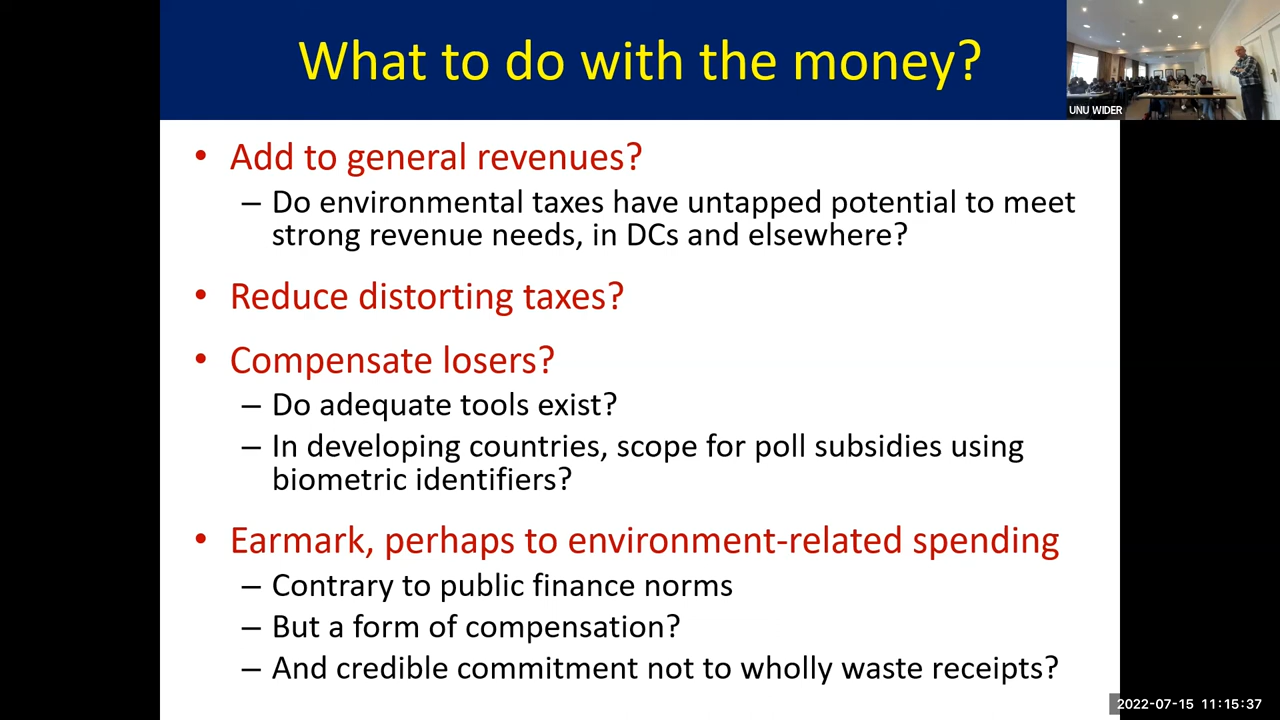 What to do with the money?
UNU WIDER
• Add to general revenues?
– Do environmental taxes have untapped potential to meet
strong revenue needs, in DCs and elsewhere?
• Reduce distorting taxes?
• Compensate losers?
– Do adequate tools exist?
– In developing countries, scope for poll subsidies using
biometric identifiers?
• Earmark, perhaps to environment-related spending
– Contrary to public finance norms
– But a form of compensation?
– And credible commitment not to wholly waste receipts?
2022-07-15 11:15:37